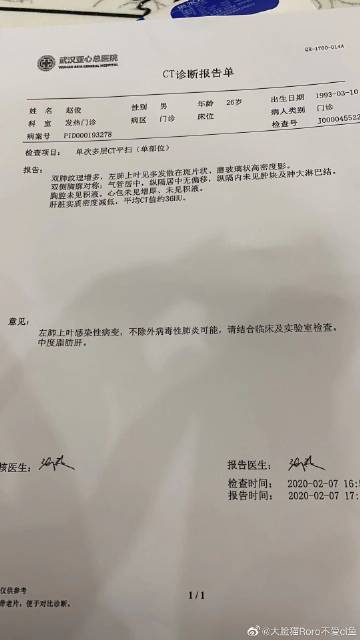 武汉亚心总医院
WUHAN ASIA GENERAL HOSPITAL
QR-1700-014A
CT诊断报告单
姓 名 赵俊 性别 男 年龄 26岁 出生日期 1993-03-10
科 室 发热门诊 病区 门诊 床位 病人类别 门诊
病案号 PID000193278 检查号 J000045522
检查项目: 单次多层CT平扫(单部位)
报告:
双肺纹理增多,左肺上叶见多发散在斑片状、磨玻璃状高密度影。
双侧胸廓对称;气管居中,纵隔居中无偏移,纵隔内未见肿块及肿大淋巴结。
胸腔未见积液。心包未见增厚、未见积液。
肝脏实质密度减低,平均CT值约36HU。
意见:
左肺上叶感染性病变,不除外病毒性肺炎可能,请结合临床及实验室检查。
中度脂肪肝。
核医生: 报告医生:
检查时间: 2020-02-07 16:5
报告时间: 2020-02-07 17:
仅供参考
带老片,便于对比诊断。
1/1
@大脸猫Roro不爱cl鱼